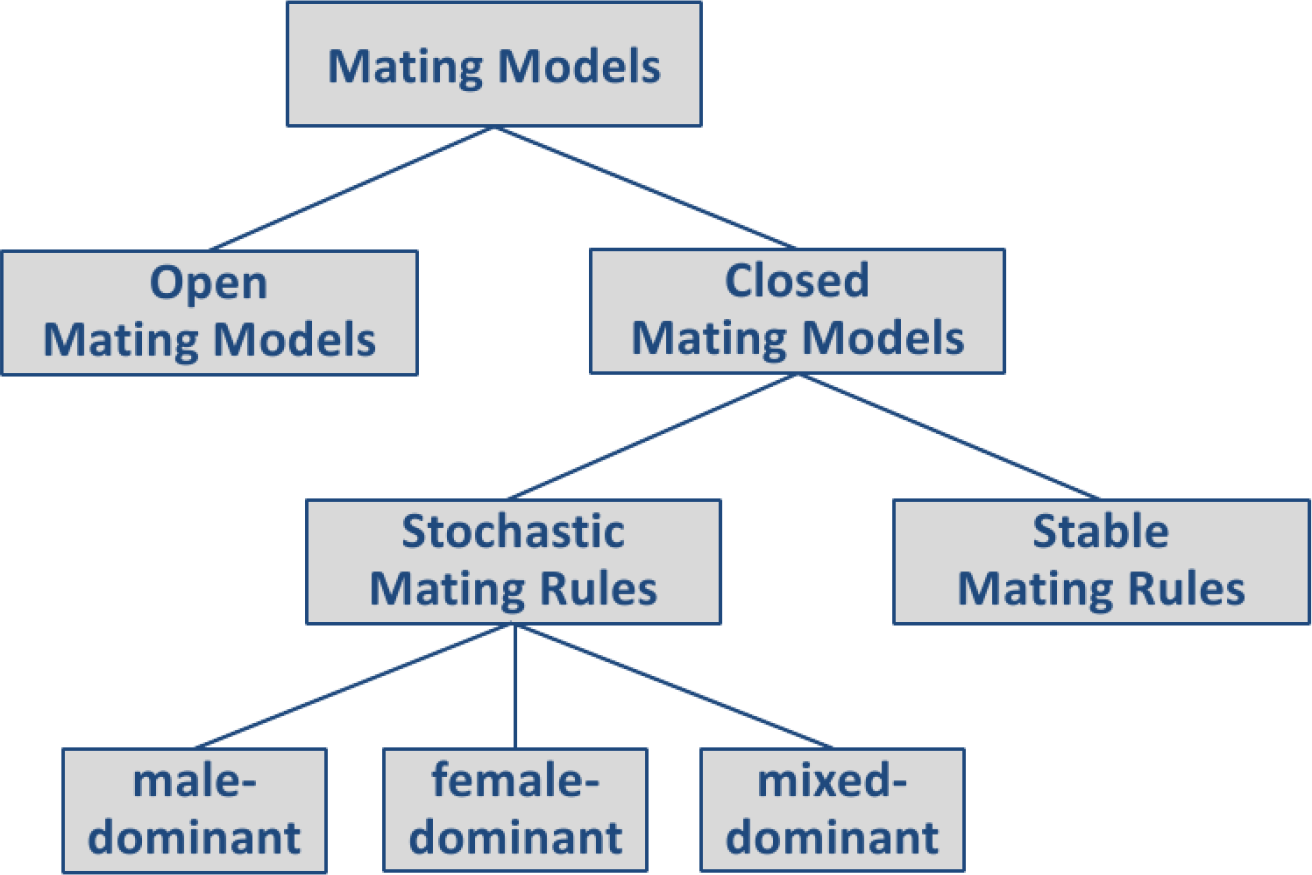 Mating Models
Open
Mating Models
Closed
Mating Models
Stochastic
Mating Rules
Stable
Mating Rules
male-
dominant
female-
dominant
mixed-
dominant